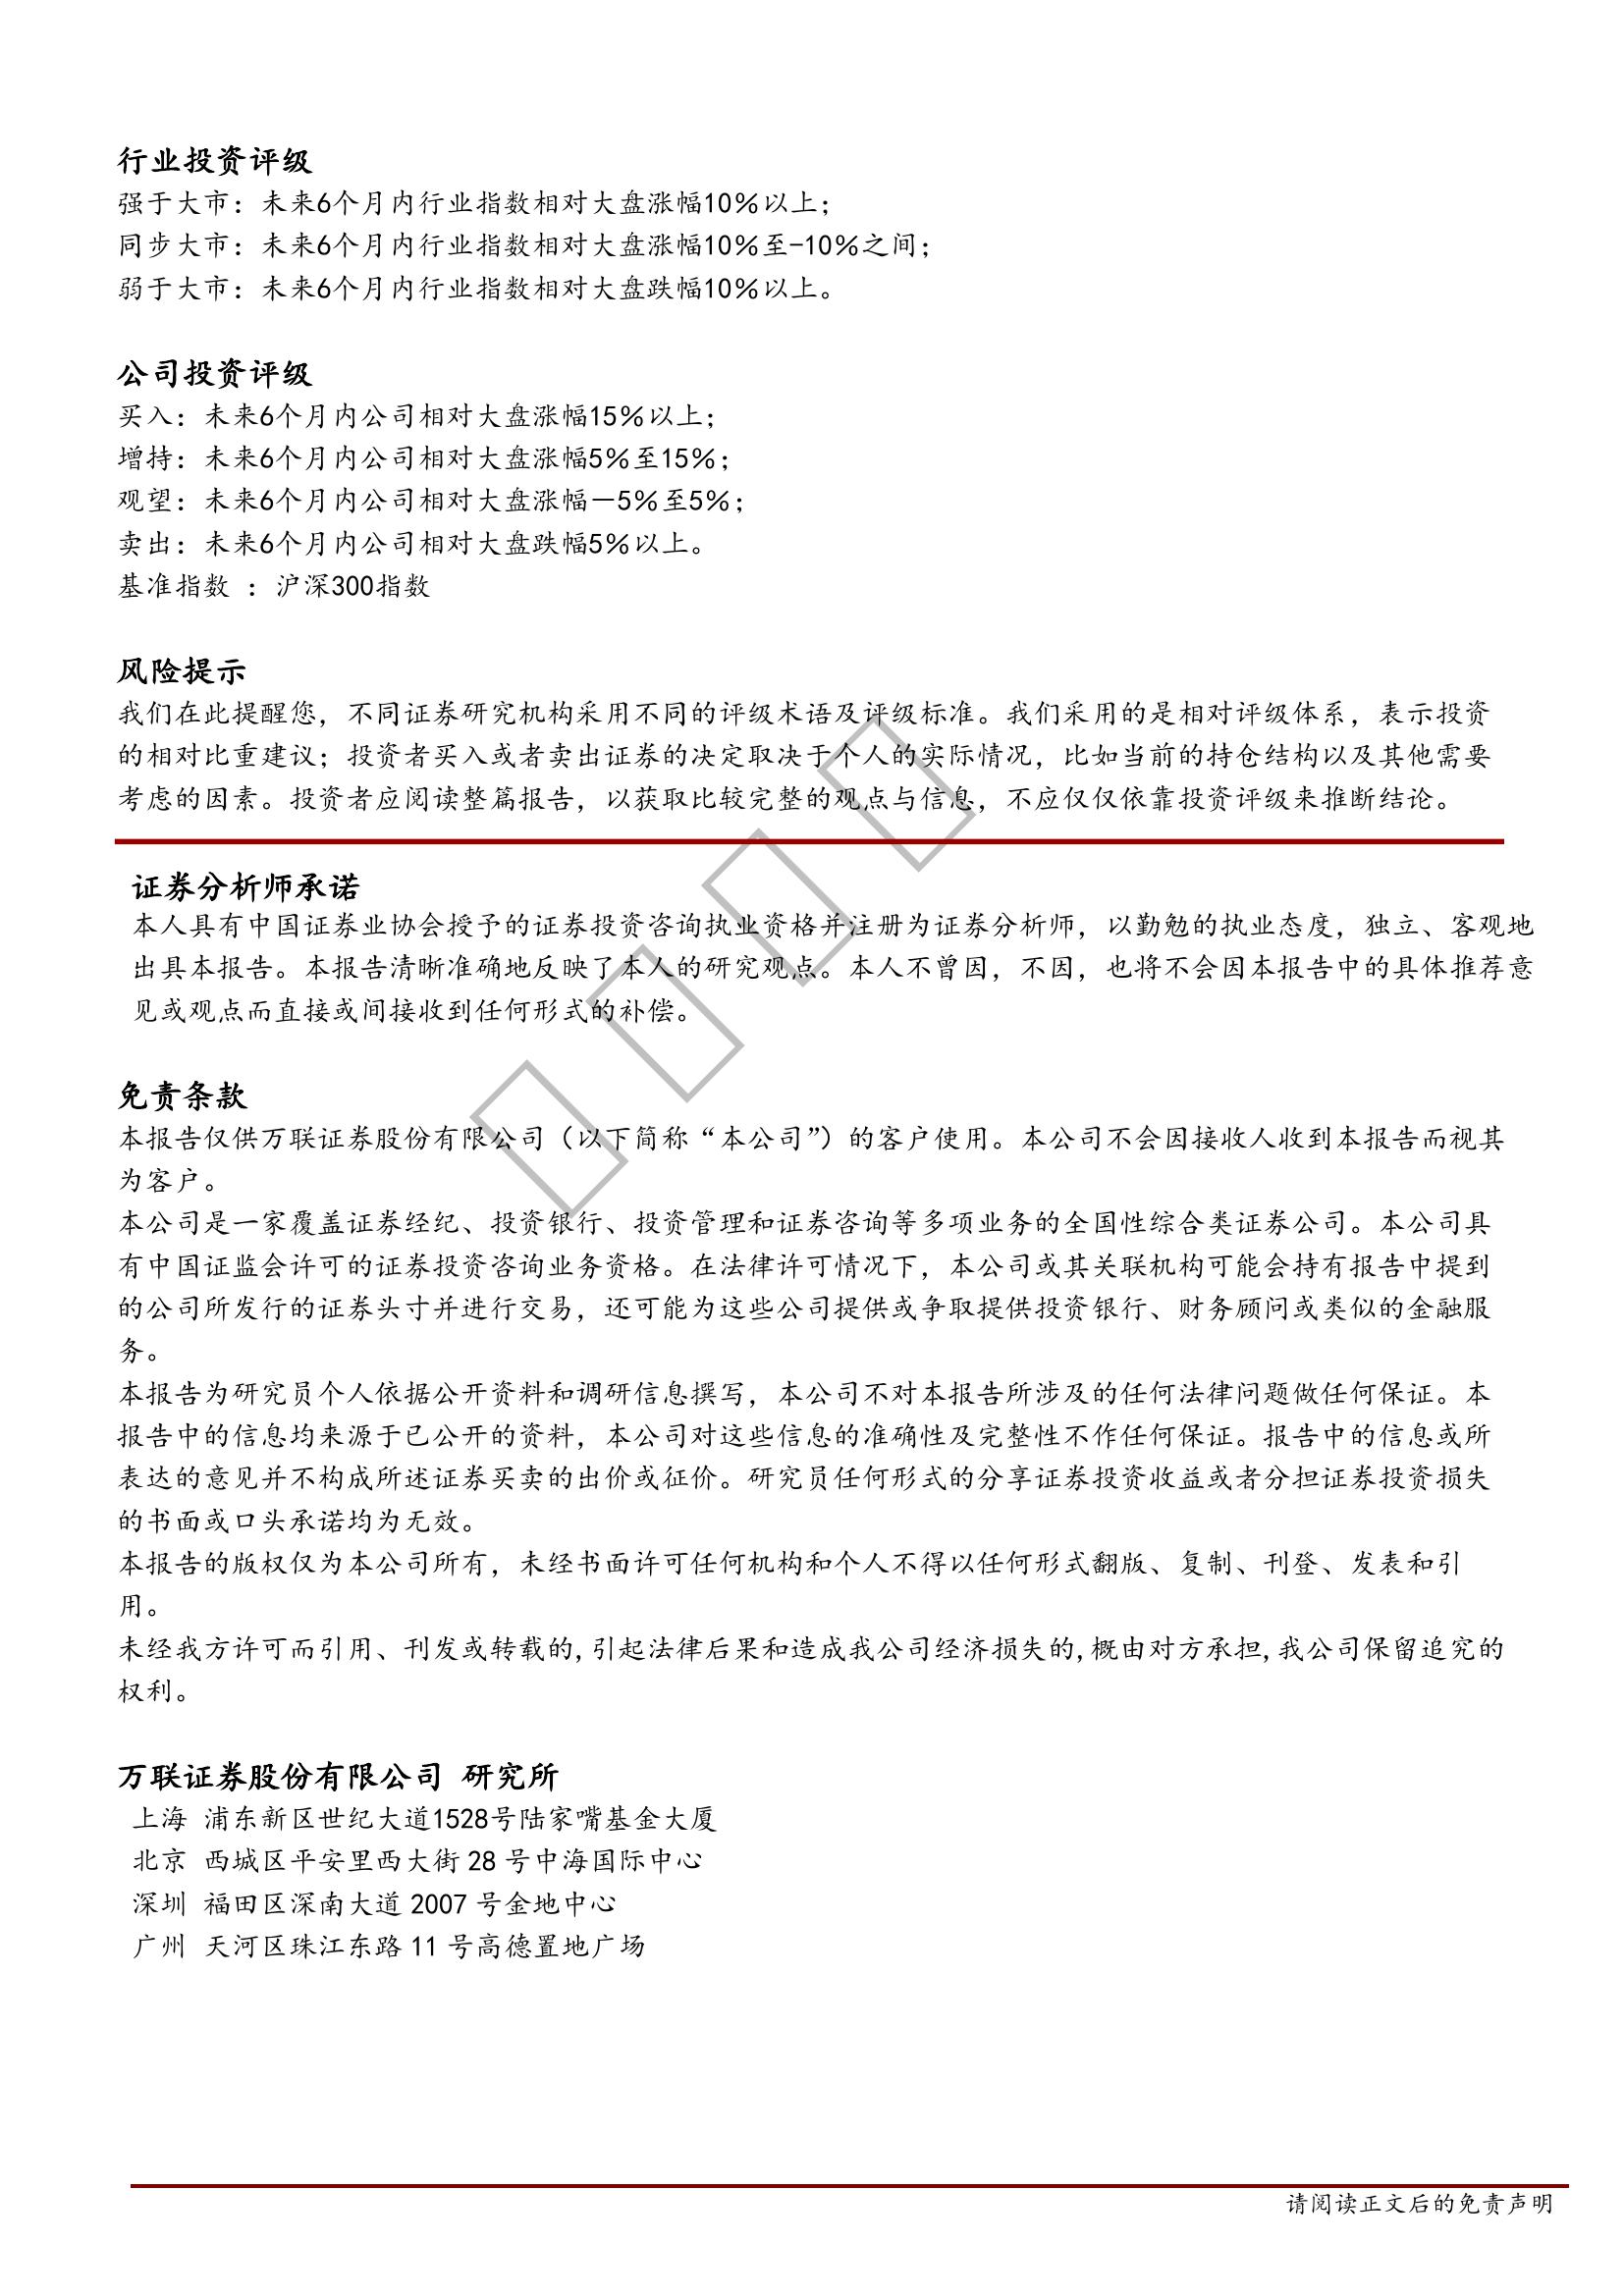 行业投资评级
强于大市：未来6个月内行业指数相对大盘涨幅10％以上；
同步大市：未来6个月内行业指数相对大盘涨幅10％至-10％之间；
弱于大市：未来6个月内行业指数相对大盘跌幅10％以上。
公司投资评级
买入：未来6个月内公司相对大盘涨幅15％以上；
增持：未来6个月内公司相对大盘涨幅5％至15％；
观望：未来6个月内公司相对大盘涨幅－5％至5％；
卖出：未来6个月内公司相对大盘跌幅5％以上。
基准指数 ：沪深300指数
风险提示
我们在此提醒您，不同证券研究机构采用不同的评级术语及评级标准。我们采用的是相对评级体系，表示投资
的相对比重建议；投资者买入或者卖出证券的决定取决于个人的实际情况，比如当前的持仓结构以及其他需要
考虑的因素。投资者应阅读整篇报告，以获取比较完整的观点与信息，不应仅仅依靠投资评级来推断结论。
证券分析师承诺
本人具有中国证券业协会授予的证券投资咨询执业资格并注册为证券分析师，以勤勉的执业态度，独立、客观地
出具本报告。本报告清晰准确地反映了本人的研究观点。本人不曾因，不因，也将不会因本报告中的具体推荐意
见或观点而直接或间接收到任何形式的补偿。
免责条款
本报告仅供万联证券股份有限公司（以下简称“本公司”）的客户使用。本公司不会因接收人收到本报告而视其
为客户。
本公司是一家覆盖证券经纪、投资银行、投资管理和证券咨询等多项业务的全国性综合类证券公司。本公司具
有中国证监会许可的证券投资咨询业务资格。在法律许可情况下，本公司或其关联机构可能会持有报告中提到
的公司所发行的证券头寸并进行交易，还可能为这些公司提供或争取提供投资银行、财务顾问或类似的金融服
务。
本报告为研究员个人依据公开资料和调研信息撰写，本公司不对本报告所涉及的任何法律问题做任何保证。本
报告中的信息均来源于已公开的资料，本公司对这些信息的准确性及完整性不作任何保证。报告中的信息或所
表达的意见并不构成所述证券买卖的出价或征价。研究员任何形式的分享证券投资收益或者分担证券投资损失
的书面或口头承诺均为无效。
本报告的版权仅为本公司所有，未经书面许可任何机构和个人不得以任何形式翻版、复制、刊登、发表和引
用。
未经我方许可而引用、刊发或转载的,引起法律后果和造成我公司经济损失的,概由对方承担,我公司保留追究的
权利。
万联证券股份有限公司 研究所
上海 浦东新区世纪大道1528号陆家嘴基金大厦
北京 西城区平安里西大街 28 号中海国际中心
深圳 福田区深南大道 2007 号金地中心
广州 天河区珠江东路 11 号高德置地广场
请阅读正文后的免责声明